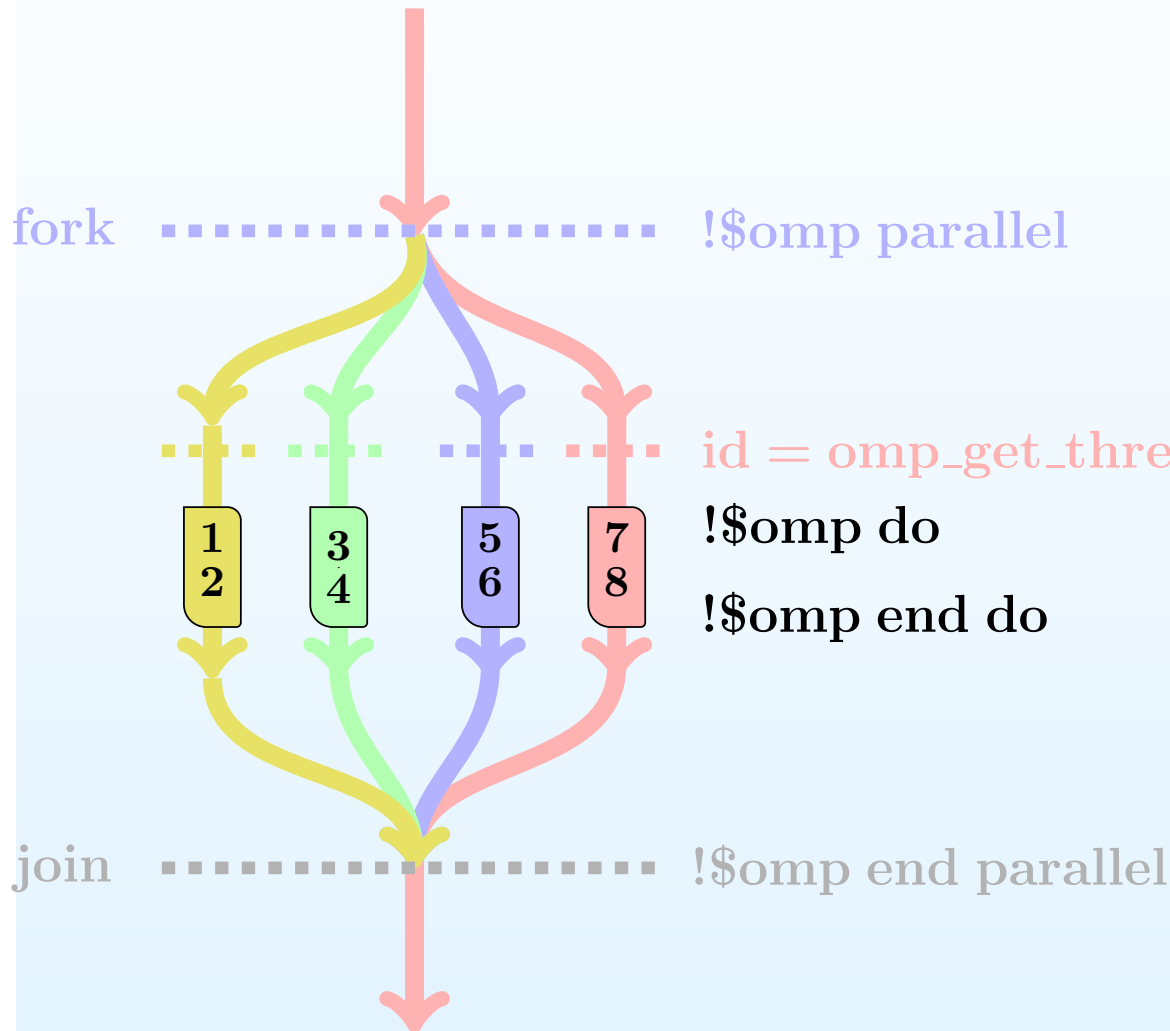 fork
!$omp parallel
id = omp_get_thre
1
2
3
4
5
6
7
8
!$omp do
!$omp end do
join
!$omp end parallel